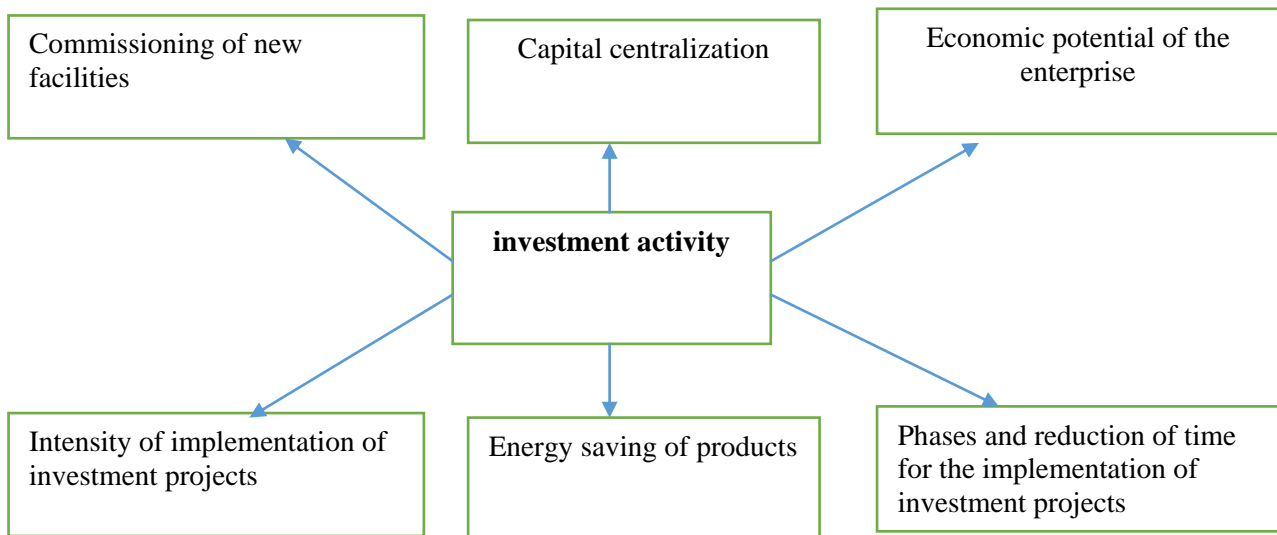 Commissioning of new
facilities
Capital centralization
Economic potential of the
enterprise
investment activity
Intensity of implementation of
investment projects
Energy saving of products
Phases and reduction of time
for the implementation of
investment projects